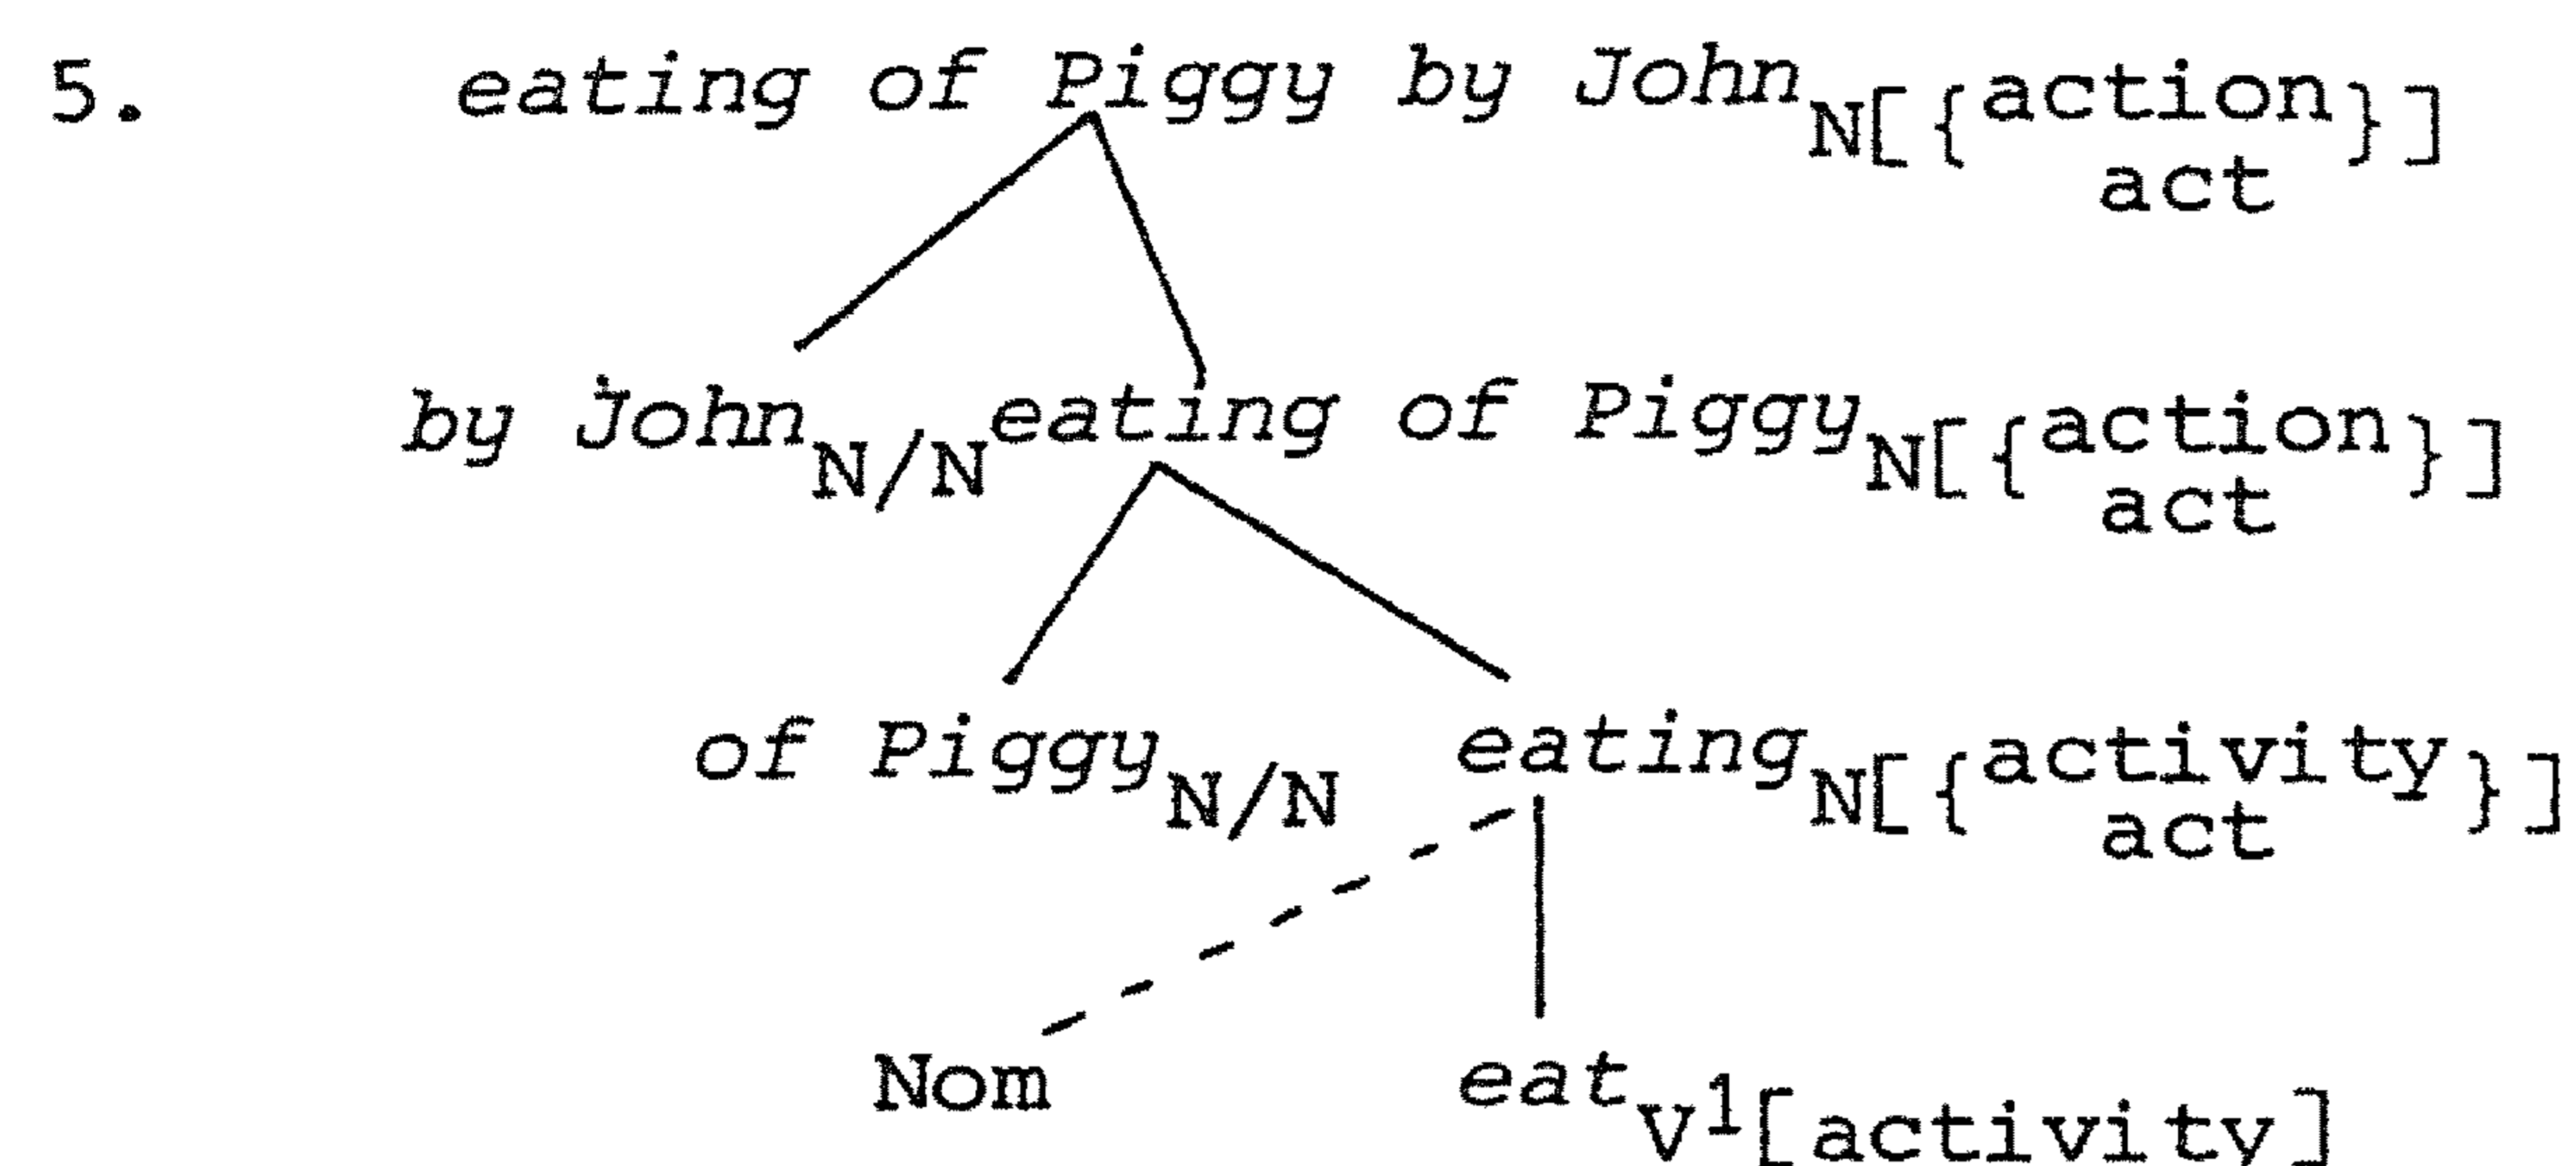 5. eating of Piggy by John N[{action}]
act
by John N/N eating of Piggy N[{action}]
act
of Piggy N/N eating N[{activity}]
act
Nom eat V1[activity]